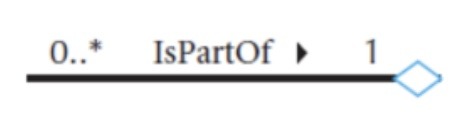 0..* IsPartOf ▶ 1